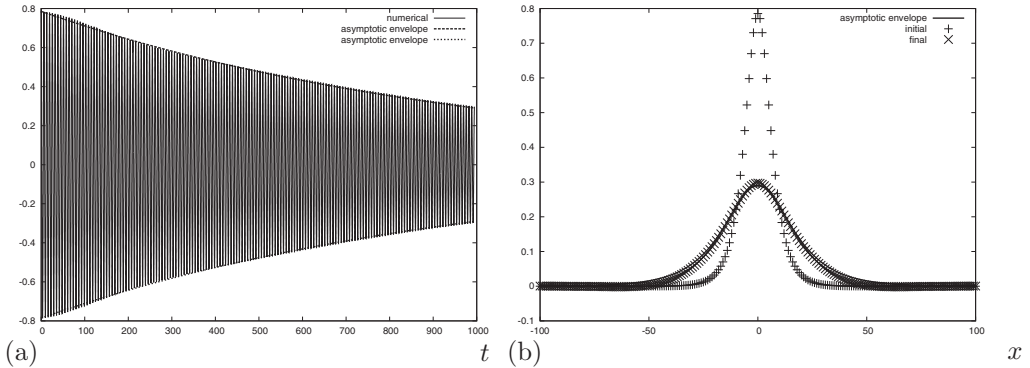 numerical
asymptotic envelope
asymptotic envelope
0.8
0.6
0.4
0.2
0
-0.2
-0.4
-0.6
-0.8
0 100 200 300 400 500 600 700 800 900 1000
(a) t
asymptotic envelope
initial
final
0.8
0.7
0.6
0.5
0.4
0.3
0.2
0.1
0
-0.1
-100 -50 0 50 100
(b) x